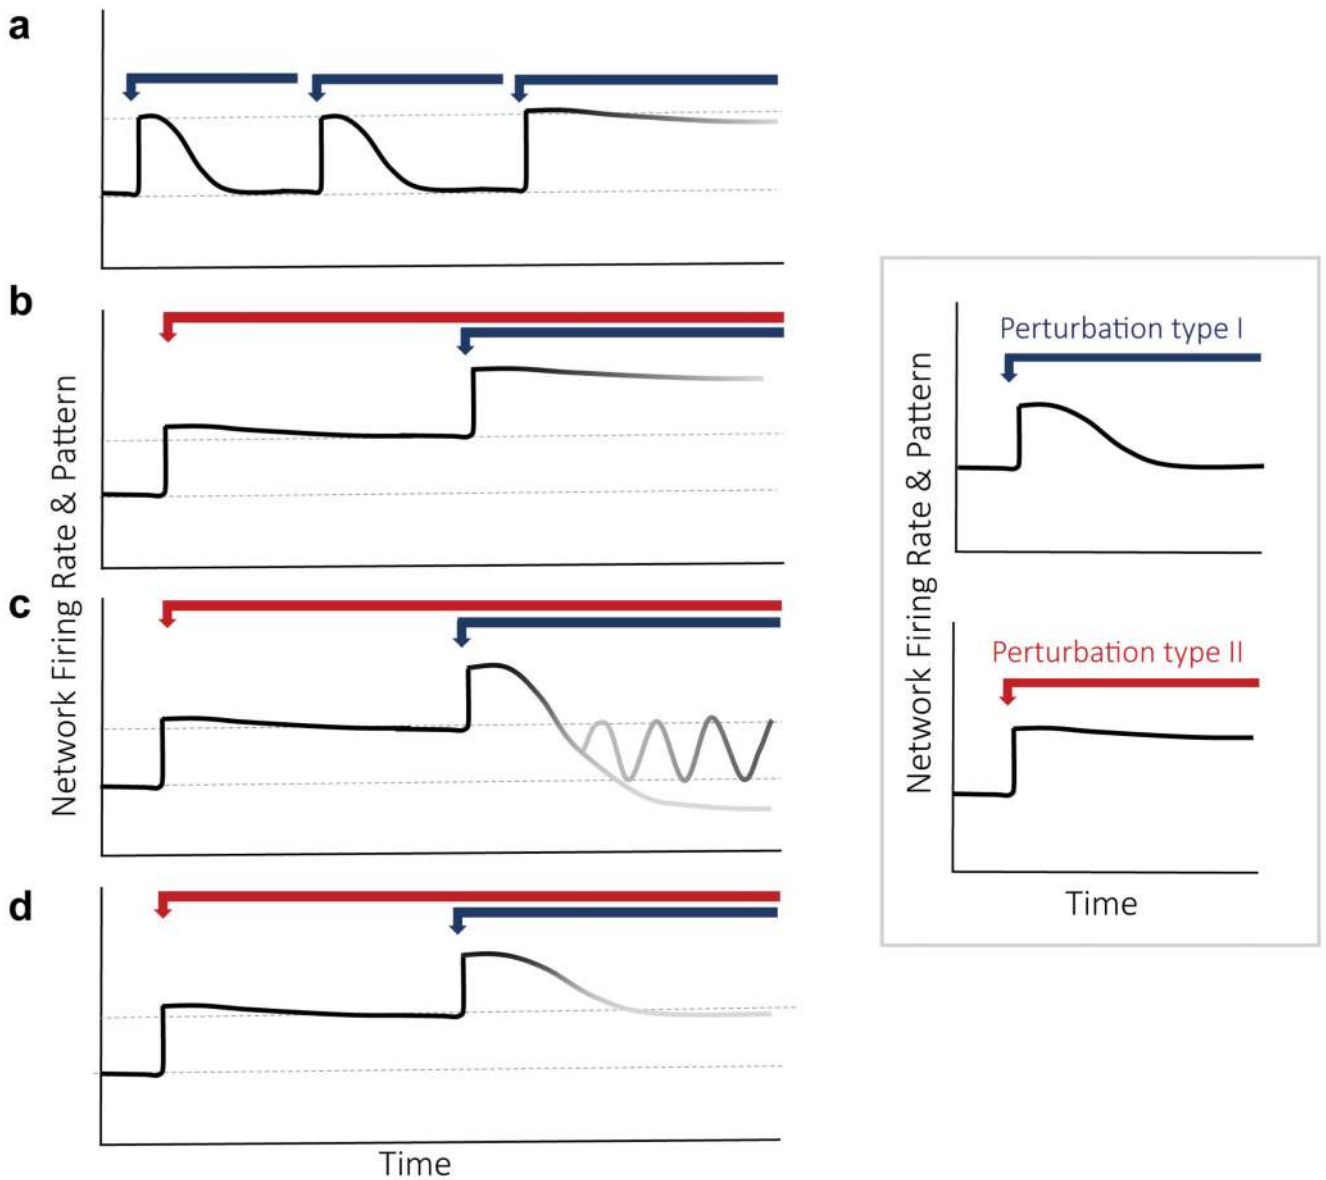 a
b
c
d
Network Firing Rate & Pattern
Time
Perturbation type I
Network Firing Rate & Pattern
Perturbation type II
Time